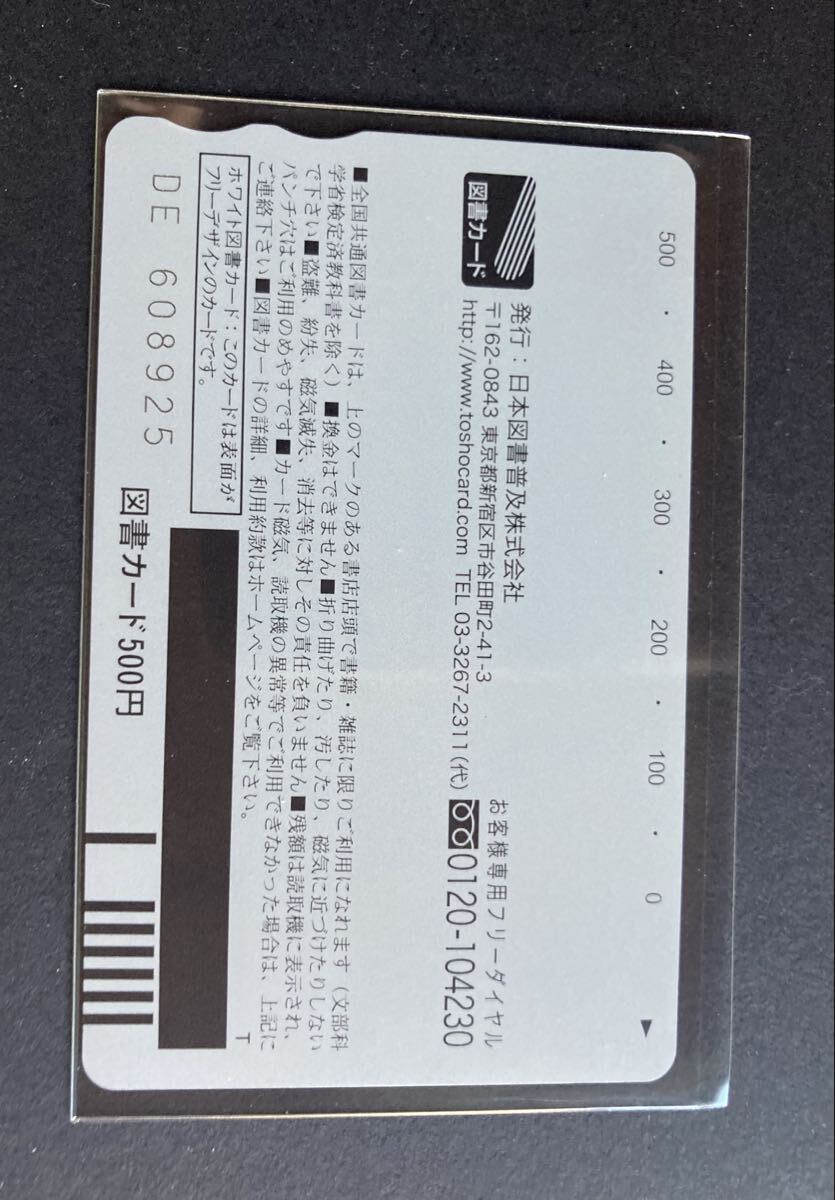 500 ・ 400 ・ 300 ・ 200 ・ 100 ・ 0 ▲
図書カード
発行：日本図書普及株式会社
〒162-0843 東京都新宿区市谷田町2-41-3
http://www.toshocard.com TEL 03-3267-2311(代)
お客様専用フリーダイヤル
0120-104230
■全国共通図書カードは、上のマークのある書店店頭で書籍・雑誌に限りご利用になれます（文部科
学省検定済教科書を除く）■換金はできません■折り曲げたり、汚したり、磁気に近づけたりしない
で下さい■盗難、紛失、磁気滅失、消去等に対しその責任を負いません■残額は読取機に表示され、
パンチ穴はご利用のめやすです■カード磁気、読取機の異常等でご利用できなかった場合は、上記に
ご連絡下さい■図書カードの詳細、利用約款はホームページをご覧下さい。
T
ホワイト図書カード：このカードは表面が
フリーデザインのカードです。
DE 608925
図書カード500円